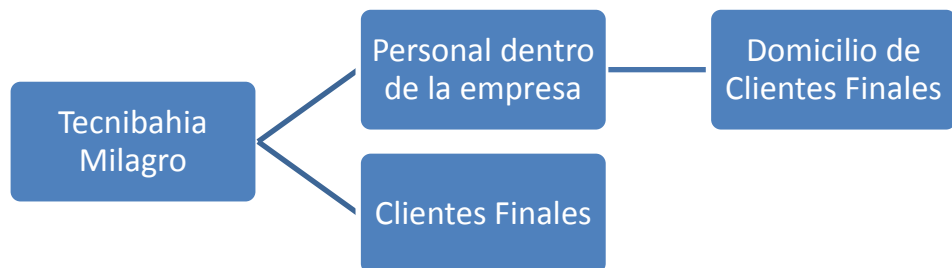 Tecnibahia
Milagro
Personal dentro
de la empresa
Domicilio de
Clientes Finales
Clientes Finales